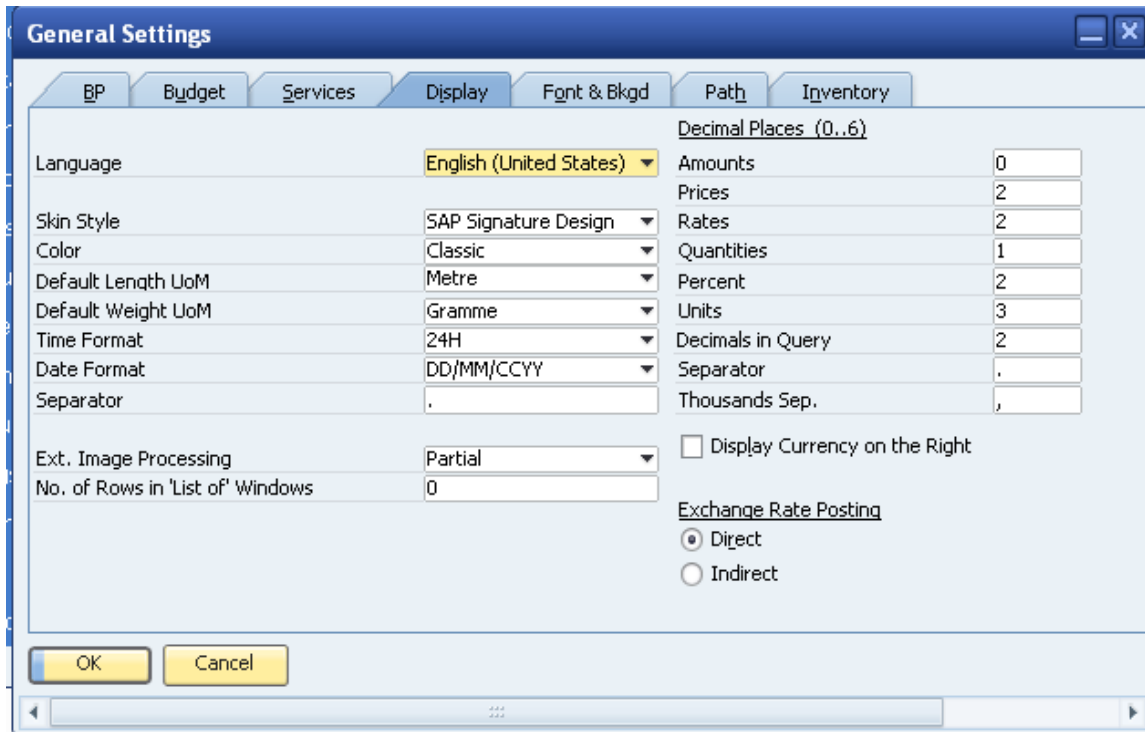 General Settings
BP Budget Services Display Font & Bkgd Path Inventory
Decimal Places (0..6)
Language English (United States) Amounts 0
Prices 2
Skin Style SAP Signature Design Rates 2
Color Classic Quantities 1
Default Length UoM Metre Percent 2
Default Weight UoM Gramme Units 3
Time Format 24H Decimals in Query 2
Date Format DD/MM/CCYY Separator .
Separator . Thousands Sep. ,
Display Currency on the Right
Ext. Image Processing Partial
No. of Rows in 'List of' Windows 0
Exchange Rate Posting
Direct
Indirect
OK Cancel